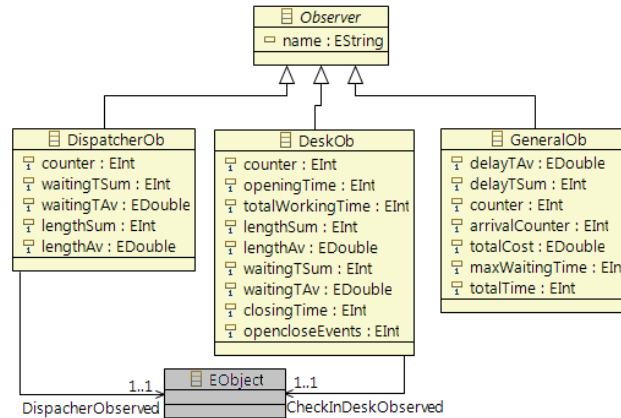 Observer
name : EString
DispatcherOb
counter : EInt
waitingTSum : EInt
waitingTAv : EDouble
lengthSum : EInt
lengthAv : EDouble
DeskOb
counter : EInt
openingTime : EInt
totalWorkingTime : EInt
lengthSum : EInt
lengthAv : EDouble
waitingTSum : EInt
waitingTAv : EDouble
closingTime : EInt
opencloseEvents : EInt
GeneralOb
delayTAv : EDouble
delayTSum : EInt
counter : EInt
arrivalCounter : EInt
totalCost : EDouble
maxWaitingTime : EInt
totalTime : EInt
1..1
EObject
1..1
DispacherObserved
CheckInDeskObserved